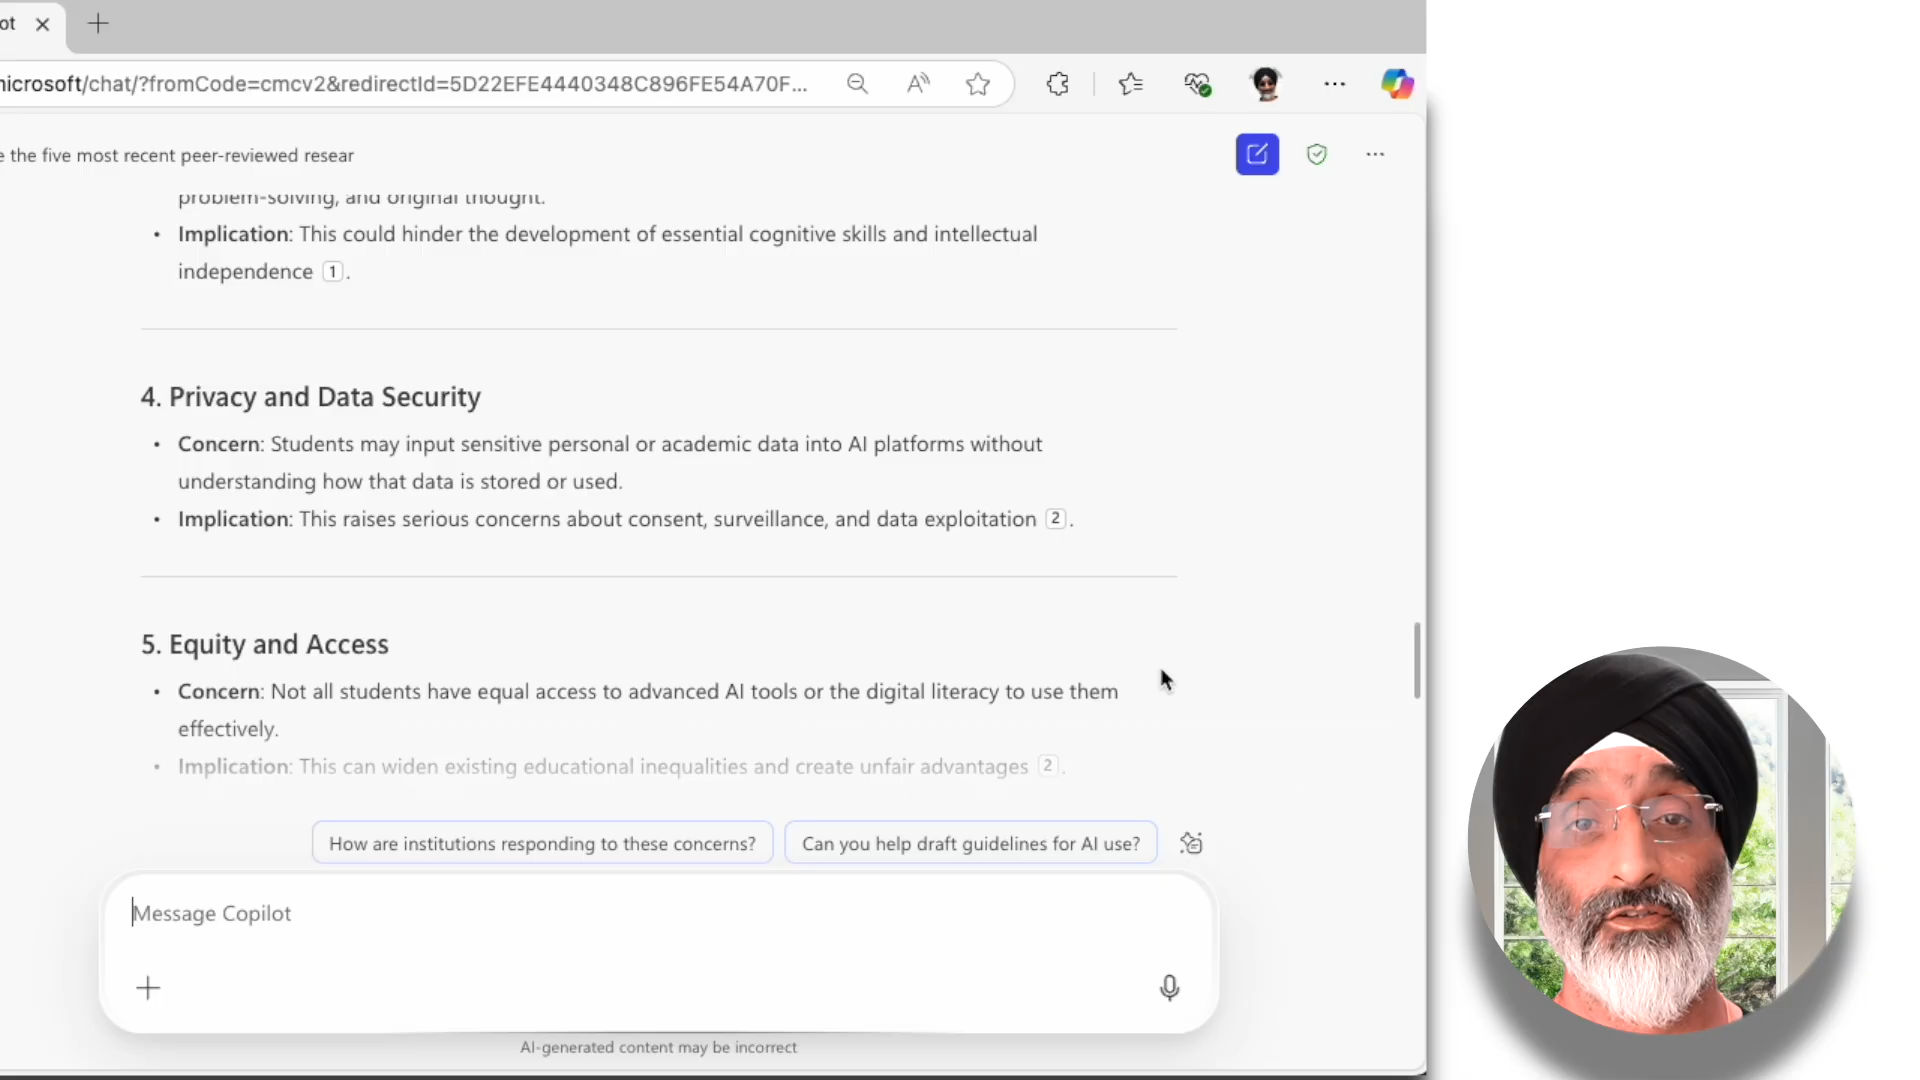 ot
microsoft/chat/?fromCode=cmcv2&redirectId=5D22EFE4440348C896FE54A70F...
e the five most recent peer-reviewed resear
problem-solving, and original thought.
• Implication: This could hinder the development of essential cognitive skills and intellectual
independence 1.
4. Privacy and Data Security
• Concern: Students may input sensitive personal or academic data into AI platforms without
understanding how that data is stored or used.
• Implication: This raises serious concerns about consent, surveillance, and data exploitation 2.
5. Equity and Access
• Concern: Not all students have equal access to advanced AI tools or the digital literacy to use them
effectively.
• Implication: This can widen existing educational inequalities and create unfair advantages 2.
How are institutions responding to these concerns? Can you help draft guidelines for AI use?
Message Copilot
AI-generated content may be incorrect